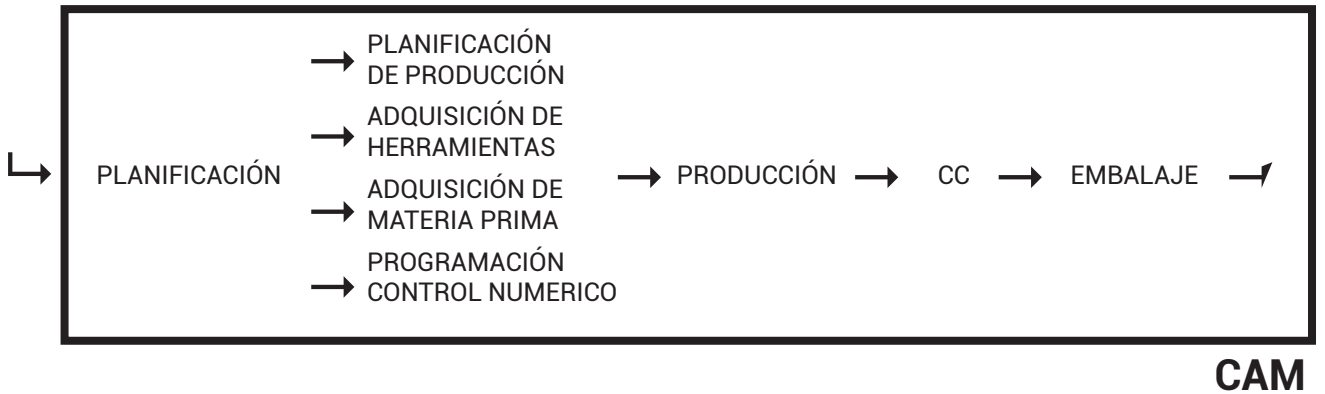 PLANIFICACIÓN
PLANIFICACIÓN
DE PRODUCCIÓN
ADQUISICIÓN DE
HERRAMIENTAS
ADQUISICIÓN DE
MATERIA PRIMA
PROGRAMACIÓN
CONTROL NUMERICO
PRODUCCIÓN
CC
EMBALAJE
CAM